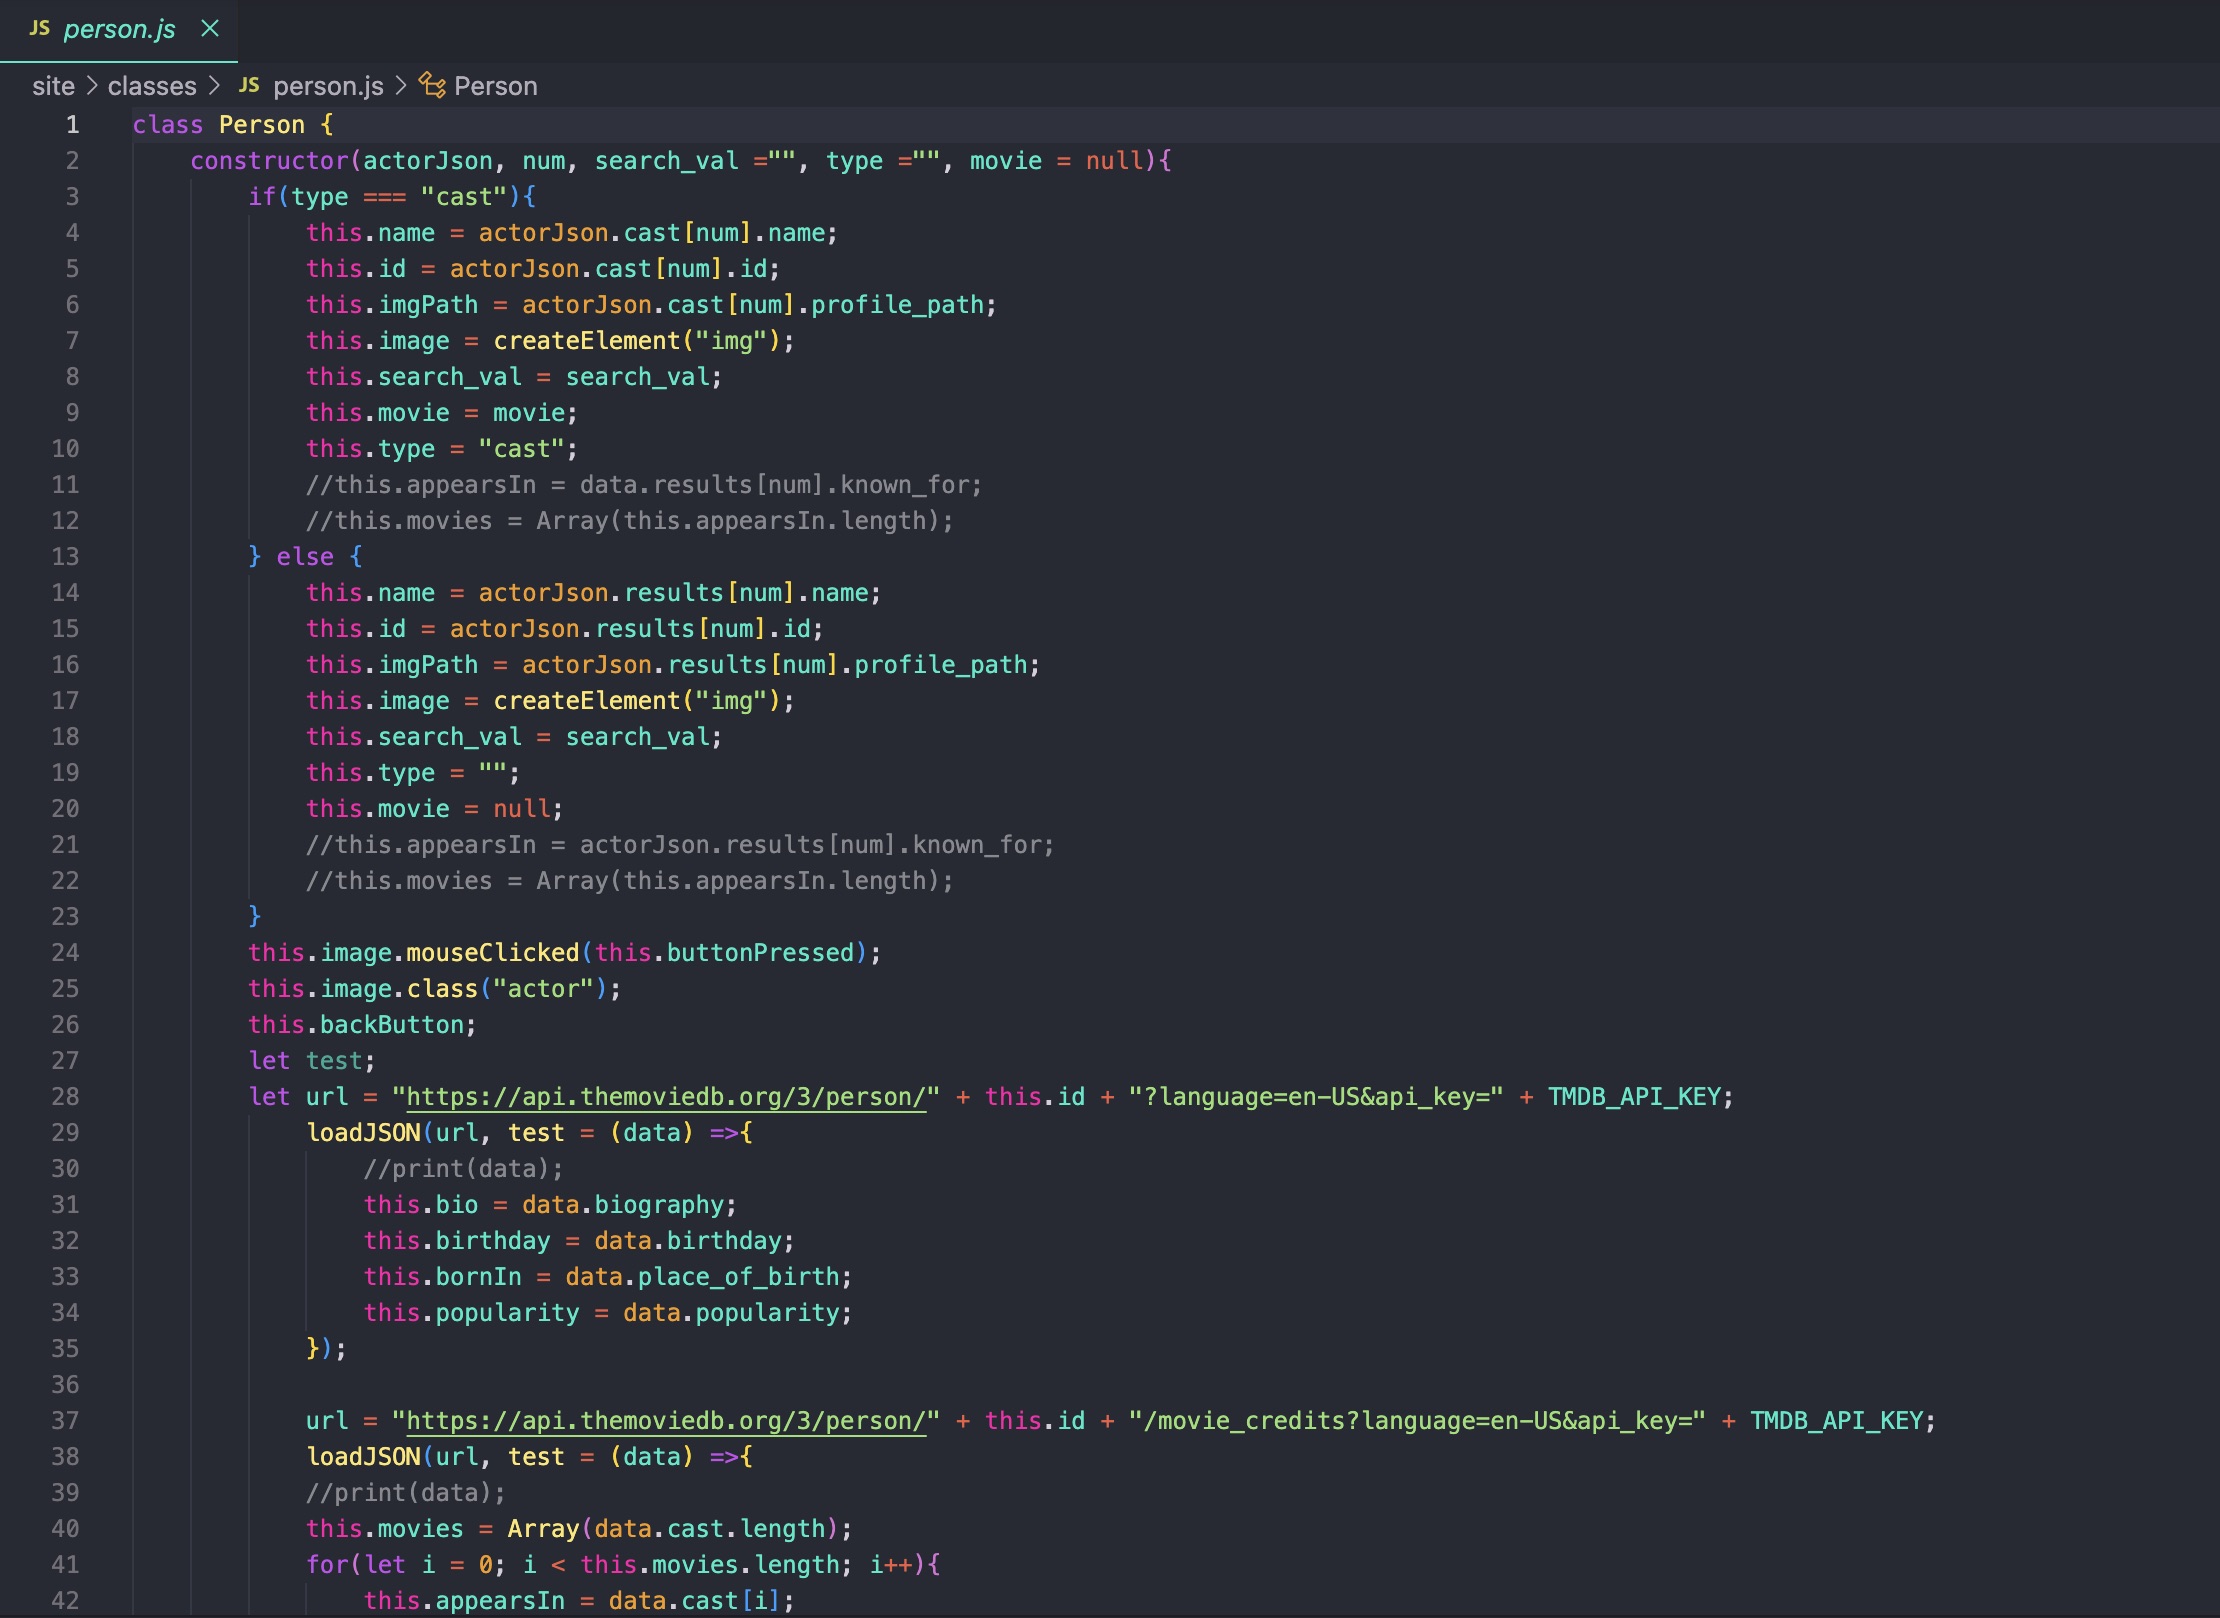 JS person.js ×
site > classes > JS person.js > Person
1 class Person {
2     constructor(actorJson, num, search_val ="", type ="", movie = null){
3         if(type === "cast"){
4             this.name = actorJson.cast[num].name;
5             this.id = actorJson.cast[num].id;
6             this.imgPath = actorJson.cast[num].profile_path;
7             this.image = createElement("img");
8             this.search_val = search_val;
9             this.movie = movie;
10             this.type = "cast";
11             //this.appearsIn = data.results[num].known_for;
12             //this.movies = Array(this.appearsIn.length);
13         } else {
14             this.name = actorJson.results[num].name;
15             this.id = actorJson.results[num].id;
16             this.imgPath = actorJson.results[num].profile_path;
17             this.image = createElement("img");
18             this.search_val = search_val;
19             this.type = "";
20             this.movie = null;
21             //this.appearsIn = actorJson.results[num].known_for;
22             //this.movies = Array(this.appearsIn.length);
23         }
24         this.image.mouseClicked(this.buttonPressed);
25         this.image.class("actor");
26         this.backButton;
27         let test;
28         let url = "https://api.themoviedb.org/3/person/" + this.id + "?language=en-US&api_key=" + TMDB_API_KEY;
29             loadJSON(url, test = (data) =>{
30                 //print(data);
31                 this.bio = data.biography;
32                 this.birthday = data.birthday;
33                 this.bornIn = data.place_of_birth;
34                 this.popularity = data.popularity;
35             });
36
37             url = "https://api.themoviedb.org/3/person/" + this.id + "/movie_credits?language=en-US&api_key=" + TMDB_API_KEY;
38             loadJSON(url, test = (data) =>{
39             //print(data);
40             this.movies = Array(data.cast.length);
41             for(let i = 0; i < this.movies.length; i++){
42                 this.appearsIn = data.cast[i];